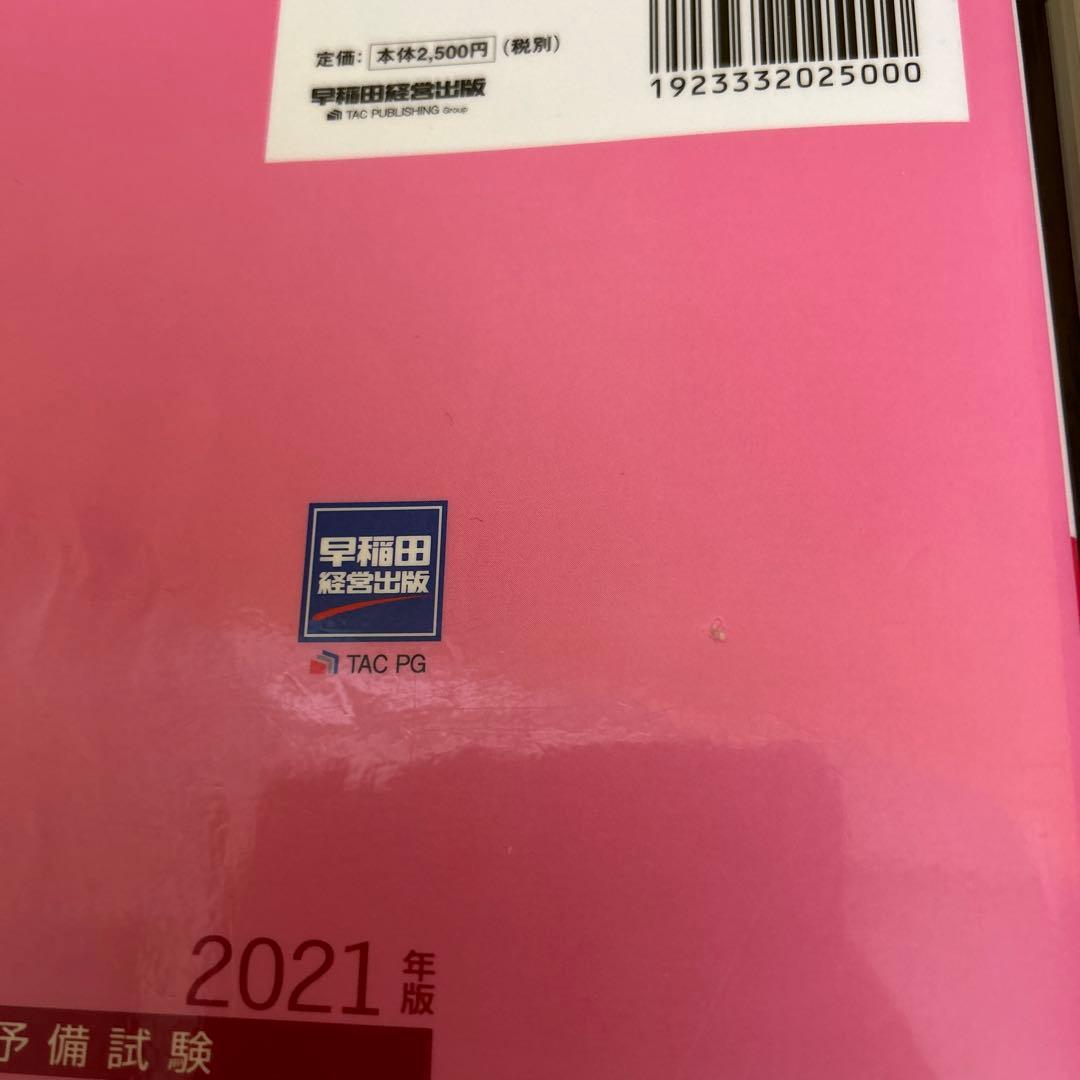 定価：本体2,500円（税別）
早稲田経営出版
TAC PUBLISHING Group
1923332025000
早稲田
経営出版
TAC PG
2021年版
予備試験